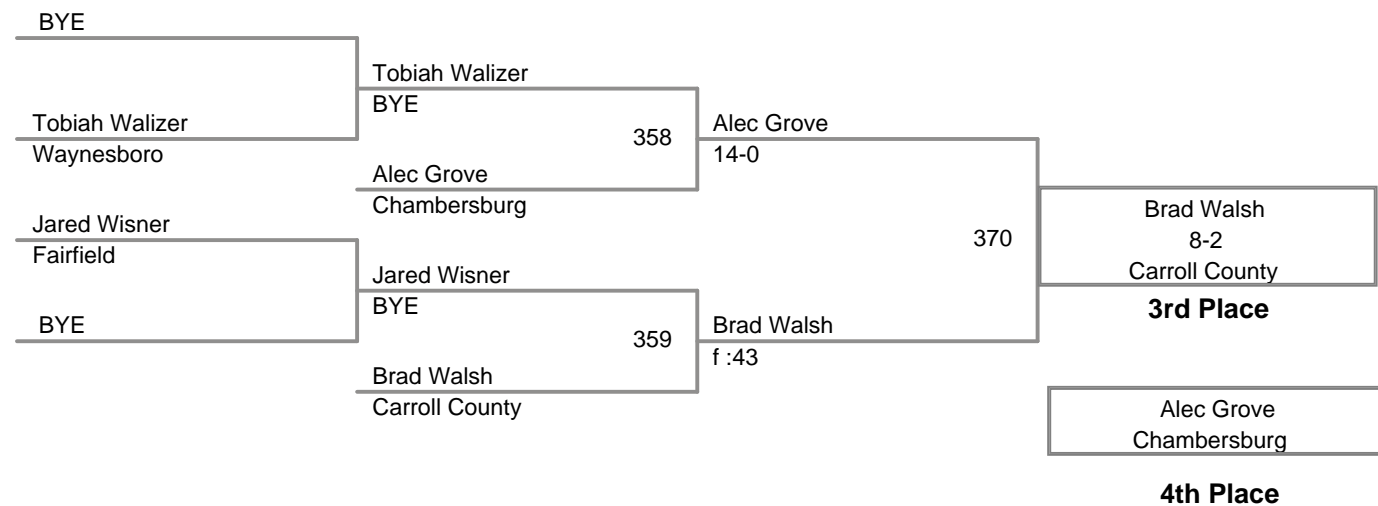 BYE
Tobiah Walizer
Waynesboro
Jared Wisner
Fairfield
BYE
Tobiah Walizer
BYE
358
Alec Grove
Chambersburg
Jared Wisner
BYE
359
Brad Walsh
Carroll County
Alec Grove
14-0
370
Brad Walsh
f :43
Brad Walsh
8-2
Carroll County
3rd Place
Alec Grove
Chambersburg
4th Place